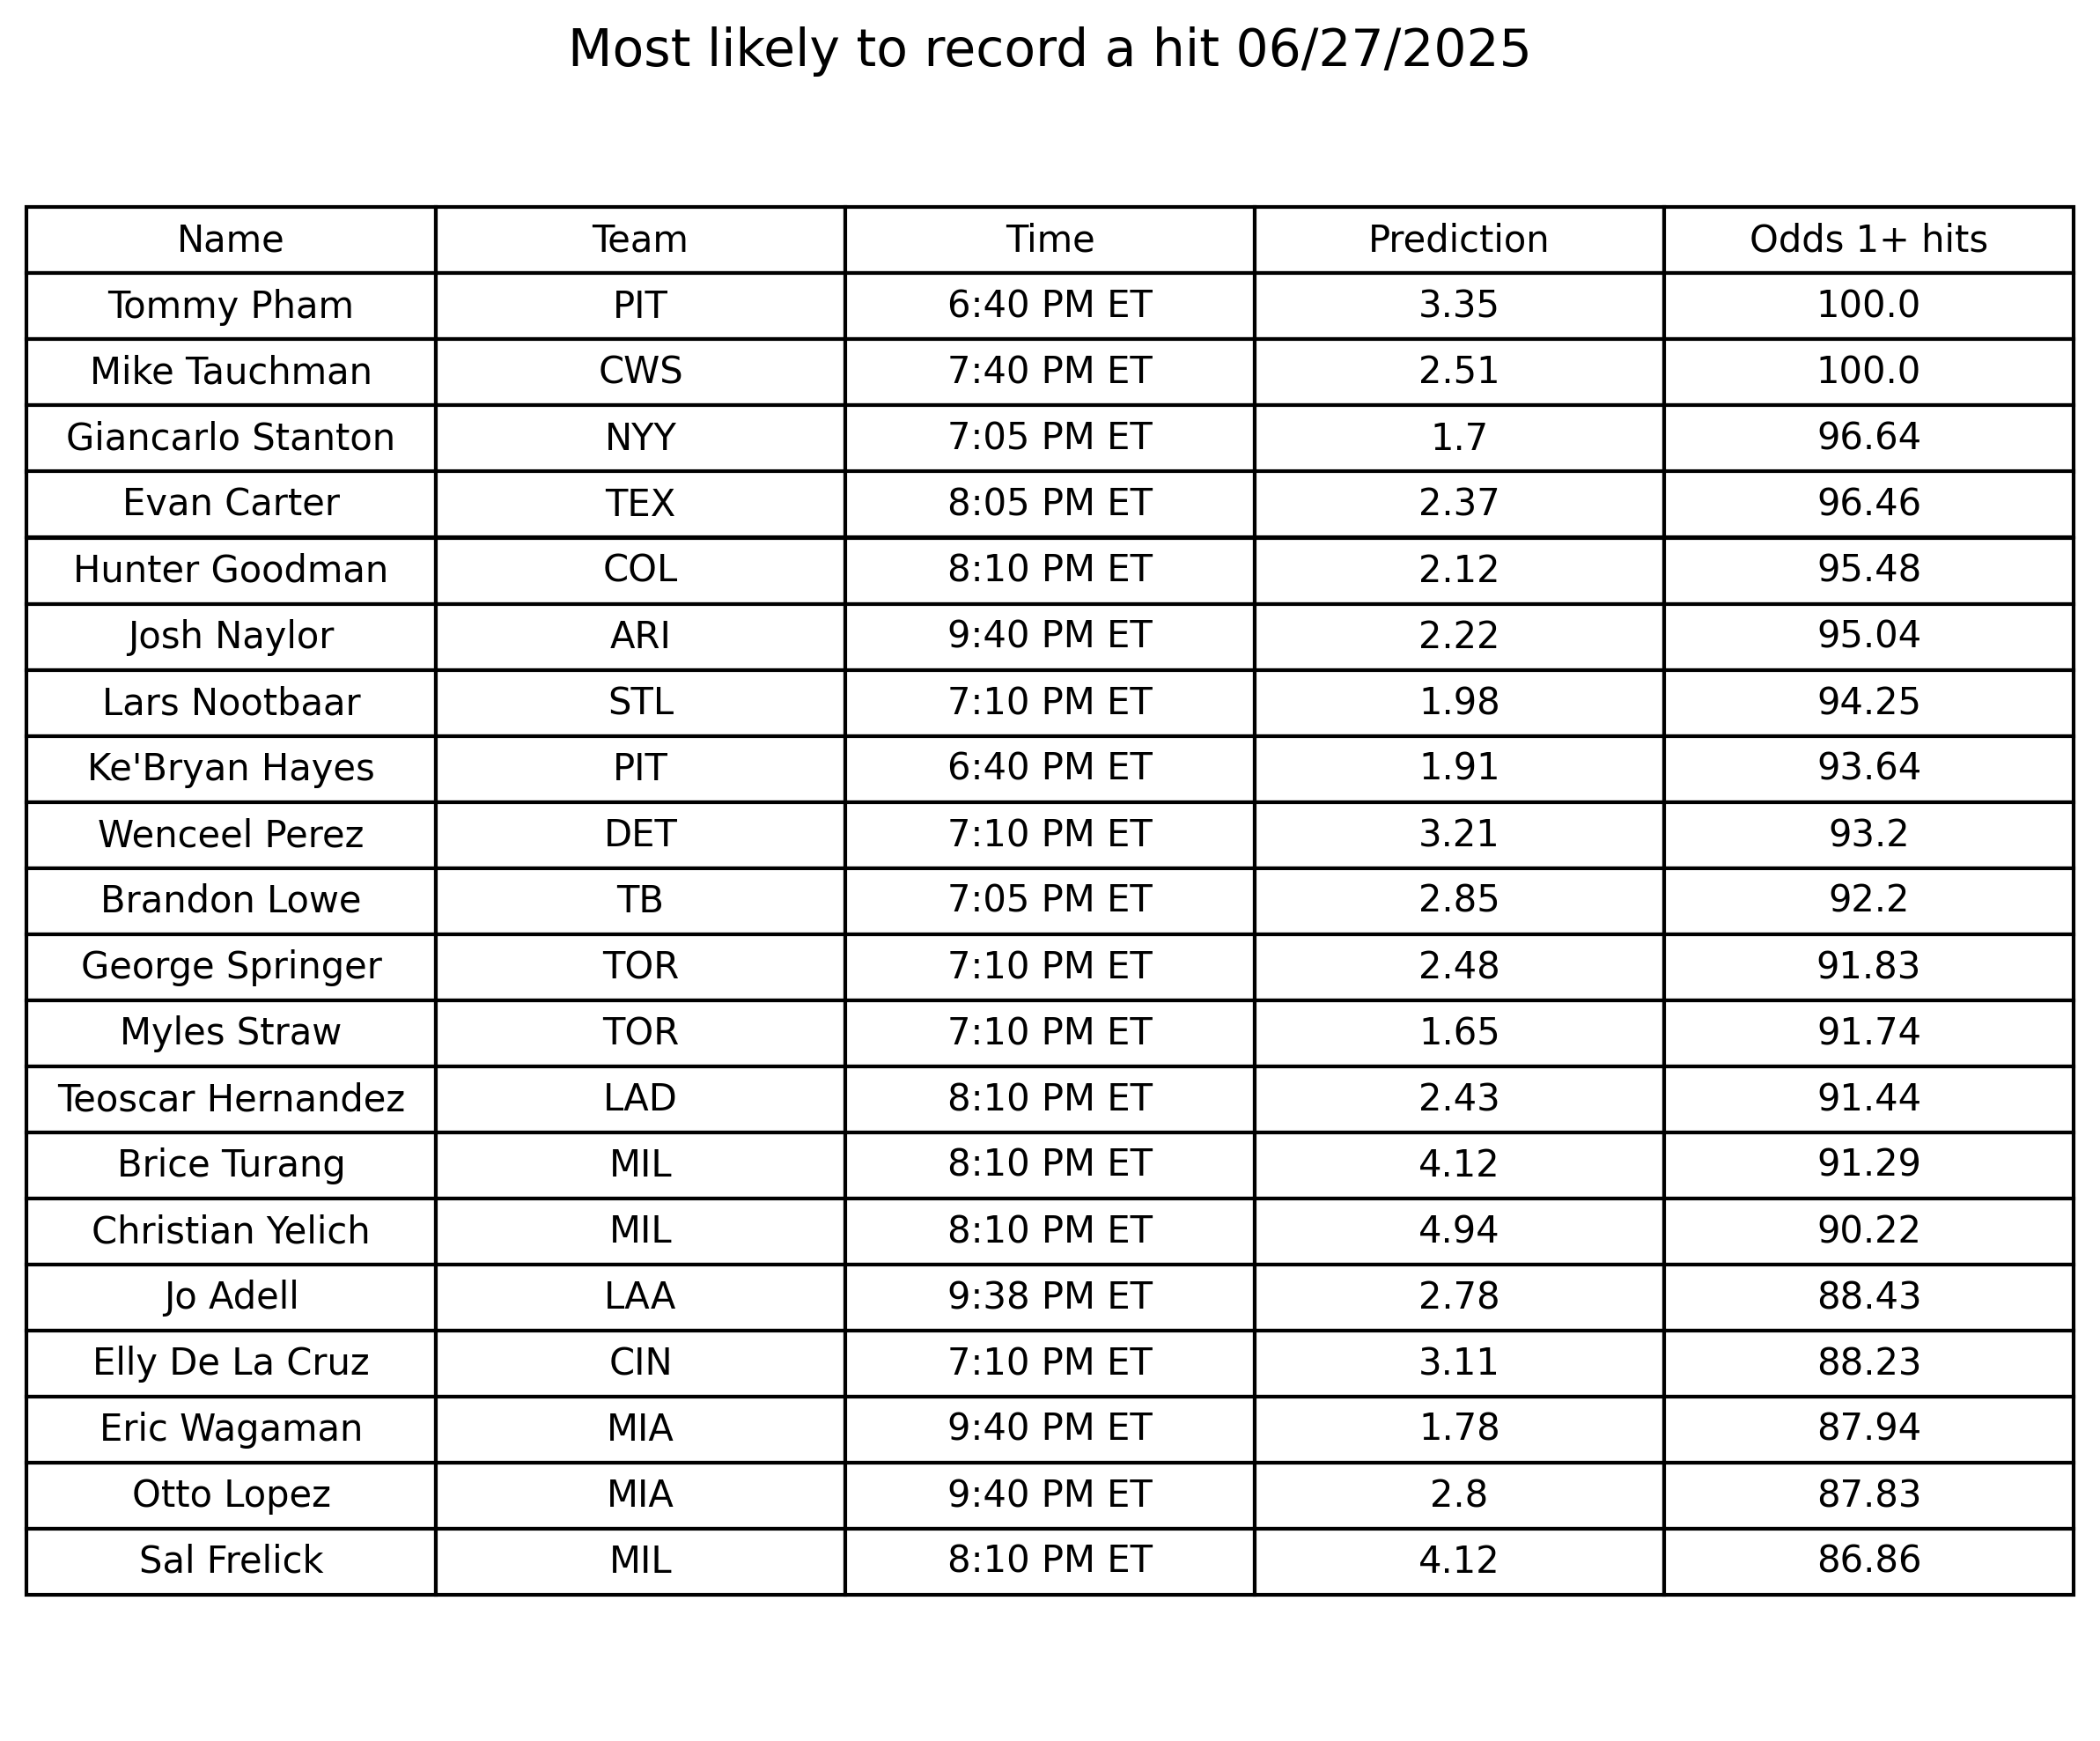 Most likely to record a hit 06/27/2025
Name Team Time Prediction Odds 1+ hits
Tommy Pham PIT 6:40 PM ET 3.35 100.0
Mike Tauchman CWS 7:40 PM ET 2.51 100.0
Giancarlo Stanton NYY 7:05 PM ET 1.7 96.64
Evan Carter TEX 8:05 PM ET 2.37 96.46
Hunter Goodman COL 8:10 PM ET 2.12 95.48
Josh Naylor ARI 9:40 PM ET 2.22 95.04
Lars Nootbaar STL 7:10 PM ET 1.98 94.25
Ke'Bryan Hayes PIT 6:40 PM ET 1.91 93.64
Wenceel Perez DET 7:10 PM ET 3.21 93.2
Brandon Lowe TB 7:05 PM ET 2.85 92.2
George Springer TOR 7:10 PM ET 2.48 91.83
Myles Straw TOR 7:10 PM ET 1.65 91.74
Teoscar Hernandez LAD 8:10 PM ET 2.43 91.44
Brice Turang MIL 8:10 PM ET 4.12 91.29
Christian Yelich MIL 8:10 PM ET 4.94 90.22
Jo Adell LAA 9:38 PM ET 2.78 88.43
Elly De La Cruz CIN 7:10 PM ET 3.11 88.23
Eric Wagaman MIA 9:40 PM ET 1.78 87.94
Otto Lopez MIA 9:40 PM ET 2.8 87.83
Sal Frelick MIL 8:10 PM ET 4.12 86.86